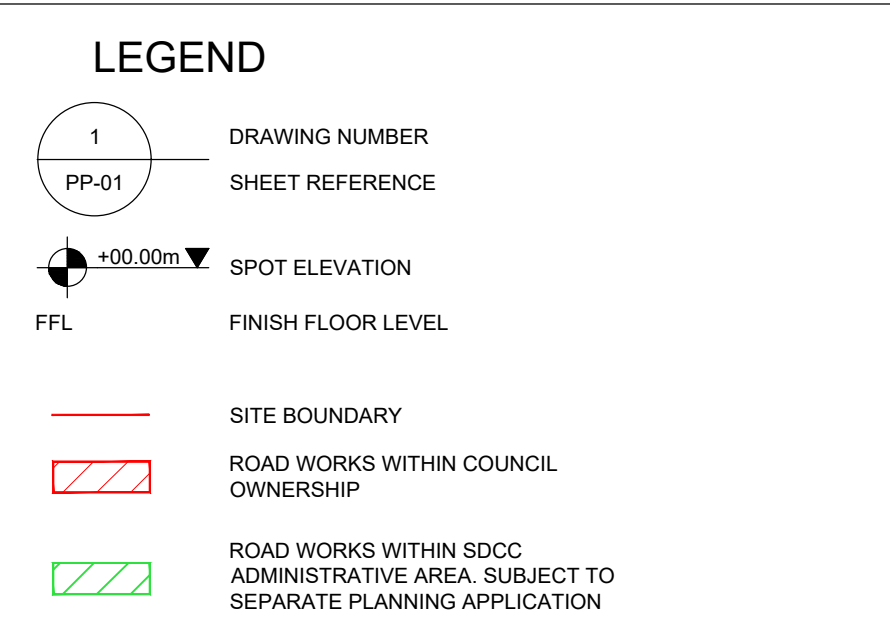 LEGEND
1
DRAWING NUMBER
PP-01
SHEET REFERENCE
+00.00m
SPOT ELEVATION
FFL
FINISH FLOOR LEVEL
SITE BOUNDARY
ROAD WORKS WITHIN COUNCIL
OWNERSHIP
ROAD WORKS WITHIN SDCC
ADMINISTRATIVE AREA. SUBJECT TO
SEPARATE PLANNING APPLICATION